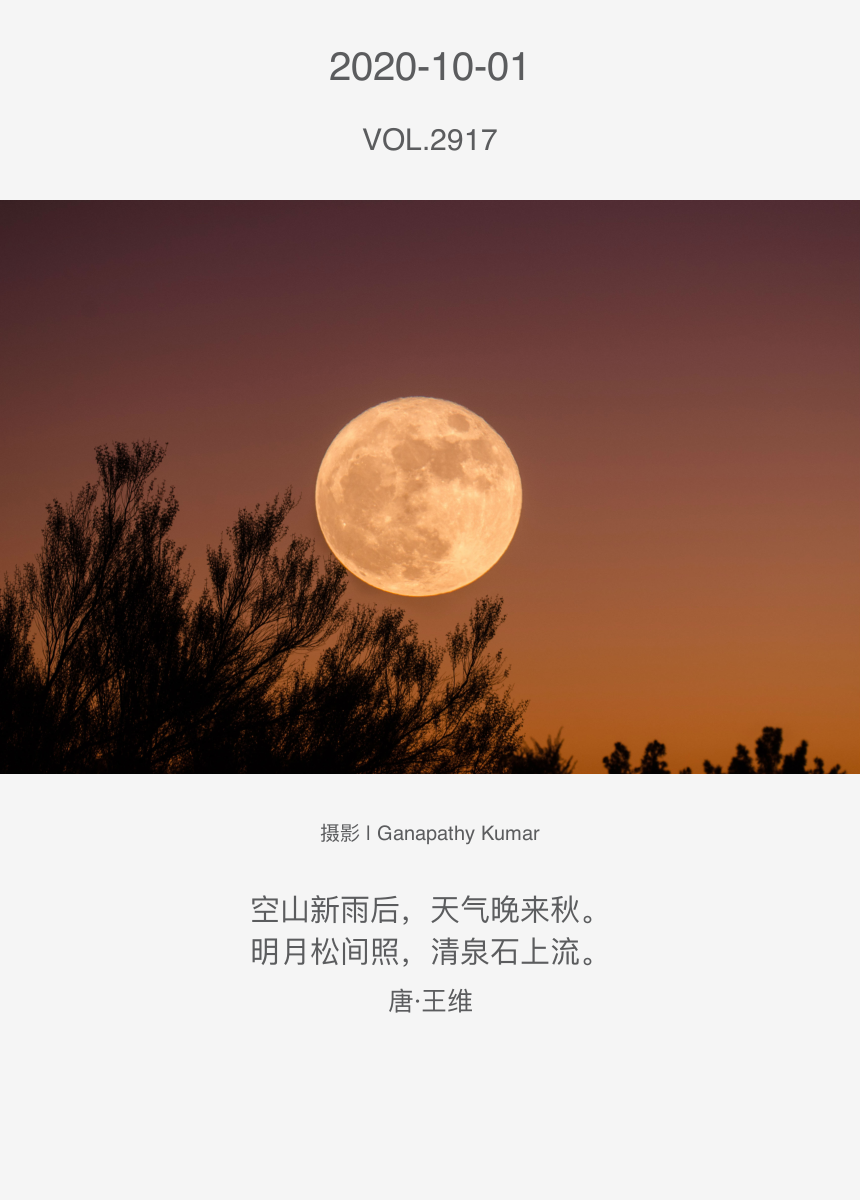 2020-10-01
VOL.2917
摄影 | Ganapathy Kumar
空山新雨后，天气晚来秋。
明月松间照，清泉石上流。
唐·王维